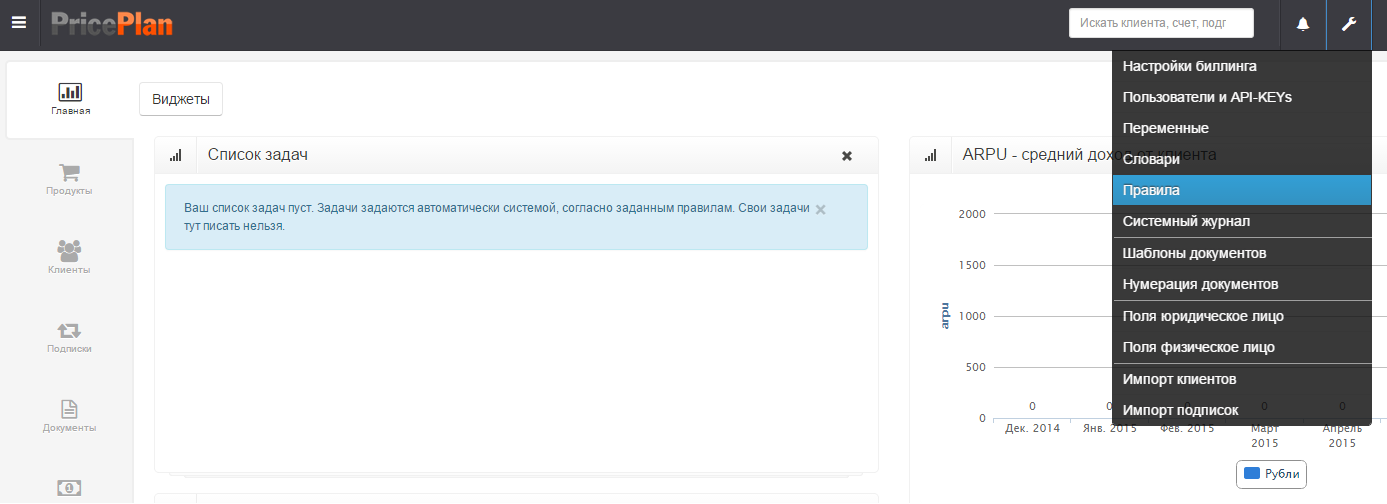 PricePlan
Искать клиента, счет, подг
Настройки биллинга
Пользователи и API-KEYs
Переменные
Словари
Правила
Системный журнал
Шаблоны документов
Нумерация документов
Поля юридическое лицо
Поля физическое лицо
Импорт клиентов
Импорт подписок
Главная
Продукты
Клиенты
Подписки
Документы
Виджеты
Список задач
Ваш список задач пуст. Задачи задаются автоматически системой, согласно заданным правилам. Свои задачи
тут писать нельзя.
ARPU - средний доход от клиента
arpu
2000
1500
1000
500
0
0 0 0 0 0
Дек. 2014 Янв. 2015 Фев. 2015 Март 2015 Апрель 2015
Рубли